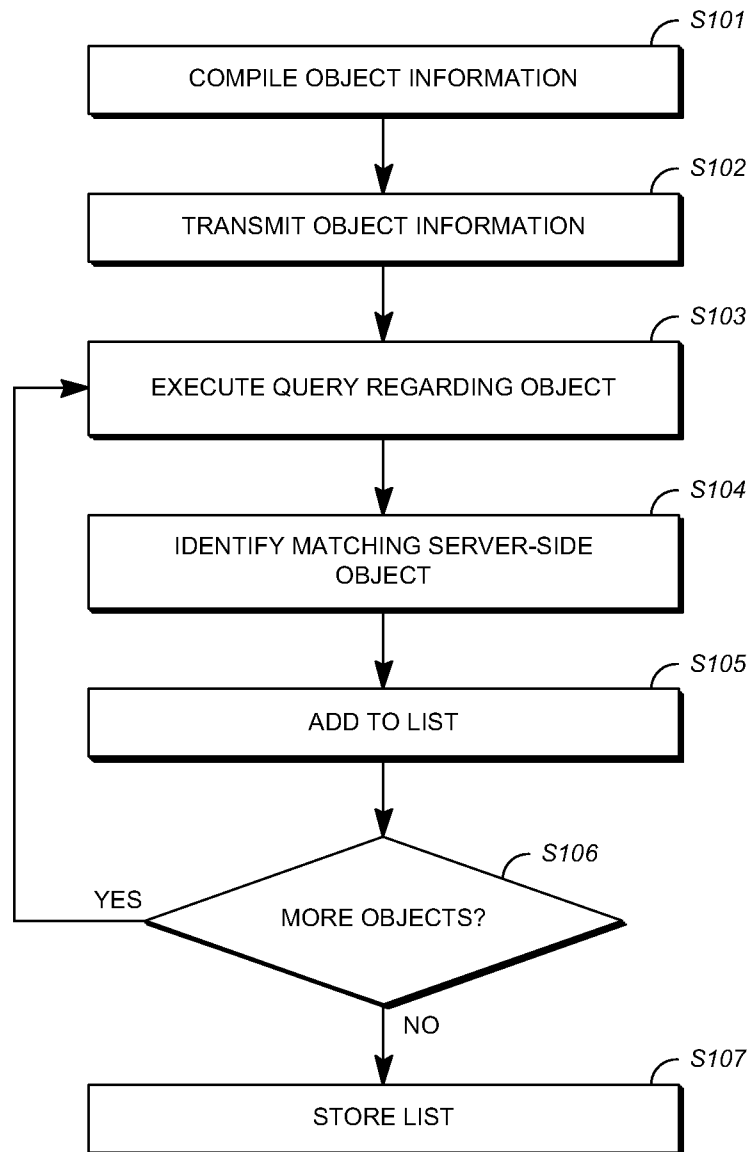 S101
COMPILE OBJECT INFORMATION
S102
TRANSMIT OBJECT INFORMATION
S103
EXECUTE QUERY REGARDING OBJECT
S104
IDENTIFY MATCHING SERVER-SIDE
OBJECT
S105
ADD TO LIST
S106
YES
MORE OBJECTS?
NO
S107
STORE LIST